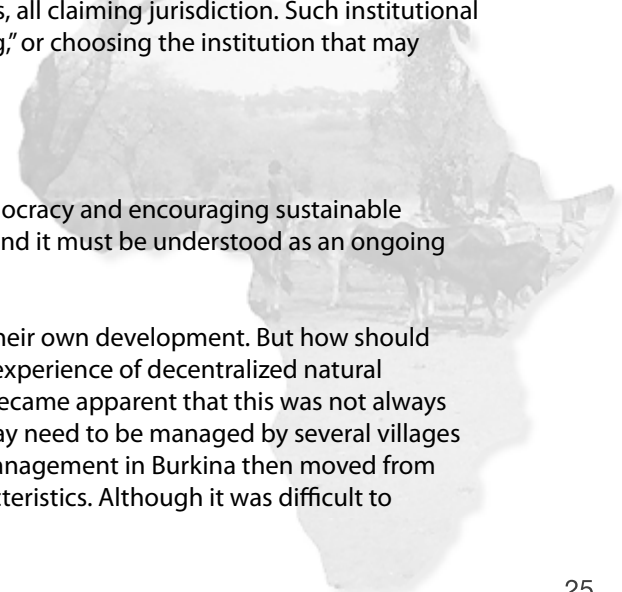 s, all claiming jurisdiction. Such institutional
g,” or choosing the institution that may
ocracy and encouraging sustainable
nd it must be understood as an ongoing
heir own development. But how should
experience of decentralized natural
ecame apparent that this was not always
ay need to be managed by several villages
anagement in Burkina then moved from
cteristics. Although it was difficult to
25